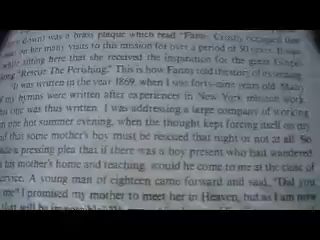 down) was a brass plaque which read "Fanny Crosby occupied this
on her many visits to this mission for over a period of 50 years. It was
while sitting here that she received the inspiration for the great Gospel
song "Rescue The Perishing." This is how Fanny told the story of its writing
"It was written in the year 1869, when I was forty-nine years old. Many
of my hymns were written after experiences in New York mission work
this one was thus written. I was addressing a large company of working
on one hot summer evening, when the thought kept forcing itself on my
that some mother's boy must be rescued that night or not at all. So
a pressing plea that if there was a boy present who had wandered
his mother's home and teaching, would he come to me at the close of
service. A young man of eighteen came forward and said, "Did you
me? I promised my mother to meet her in Heaven, but as I am now
that will be impossible."